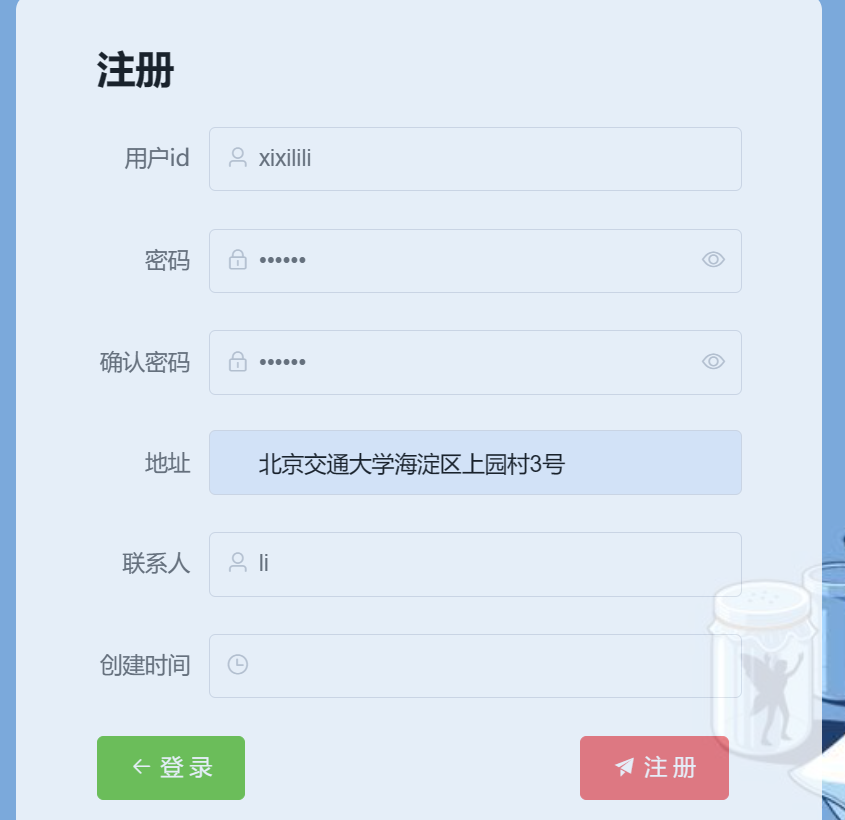 注册
用户id xixilili
密码 ••••••
确认密码 ••••••
地址 北京交通大学海淀区上园村3号
联系人 li
创建时间
登录 注册